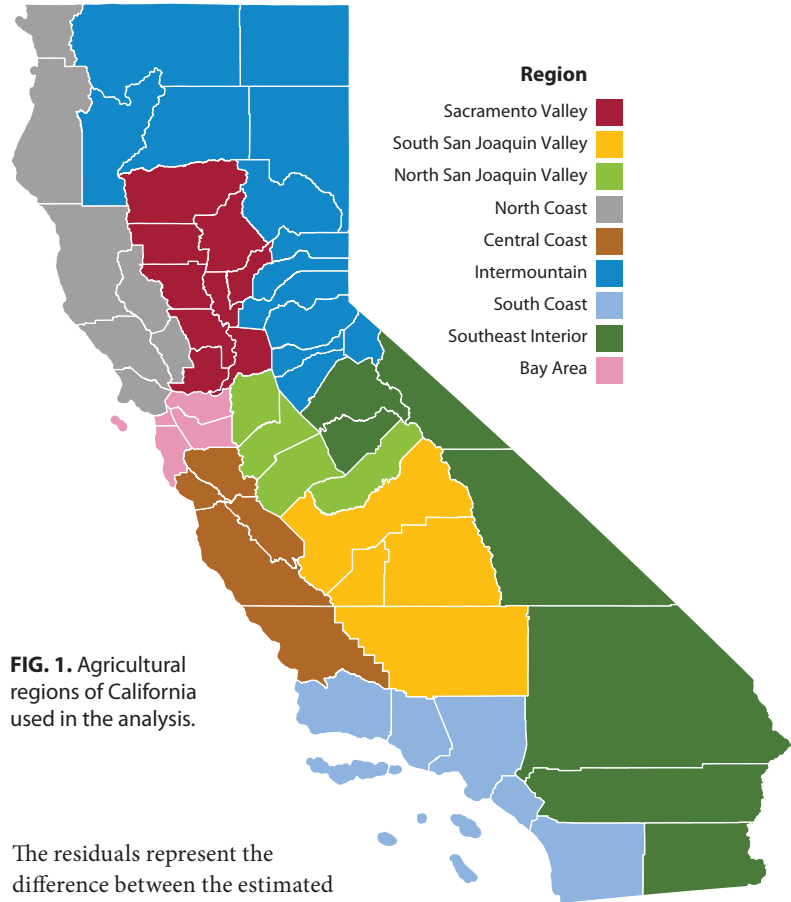 Region
Sacramento Valley
South San Joaquin Valley
North San Joaquin Valley
North Coast
Central Coast
Intermountain
South Coast
Southeast Interior
Bay Area
FIG. 1. Agricultural
regions of California
used in the analysis.
The residuals represent the
difference between the estimated